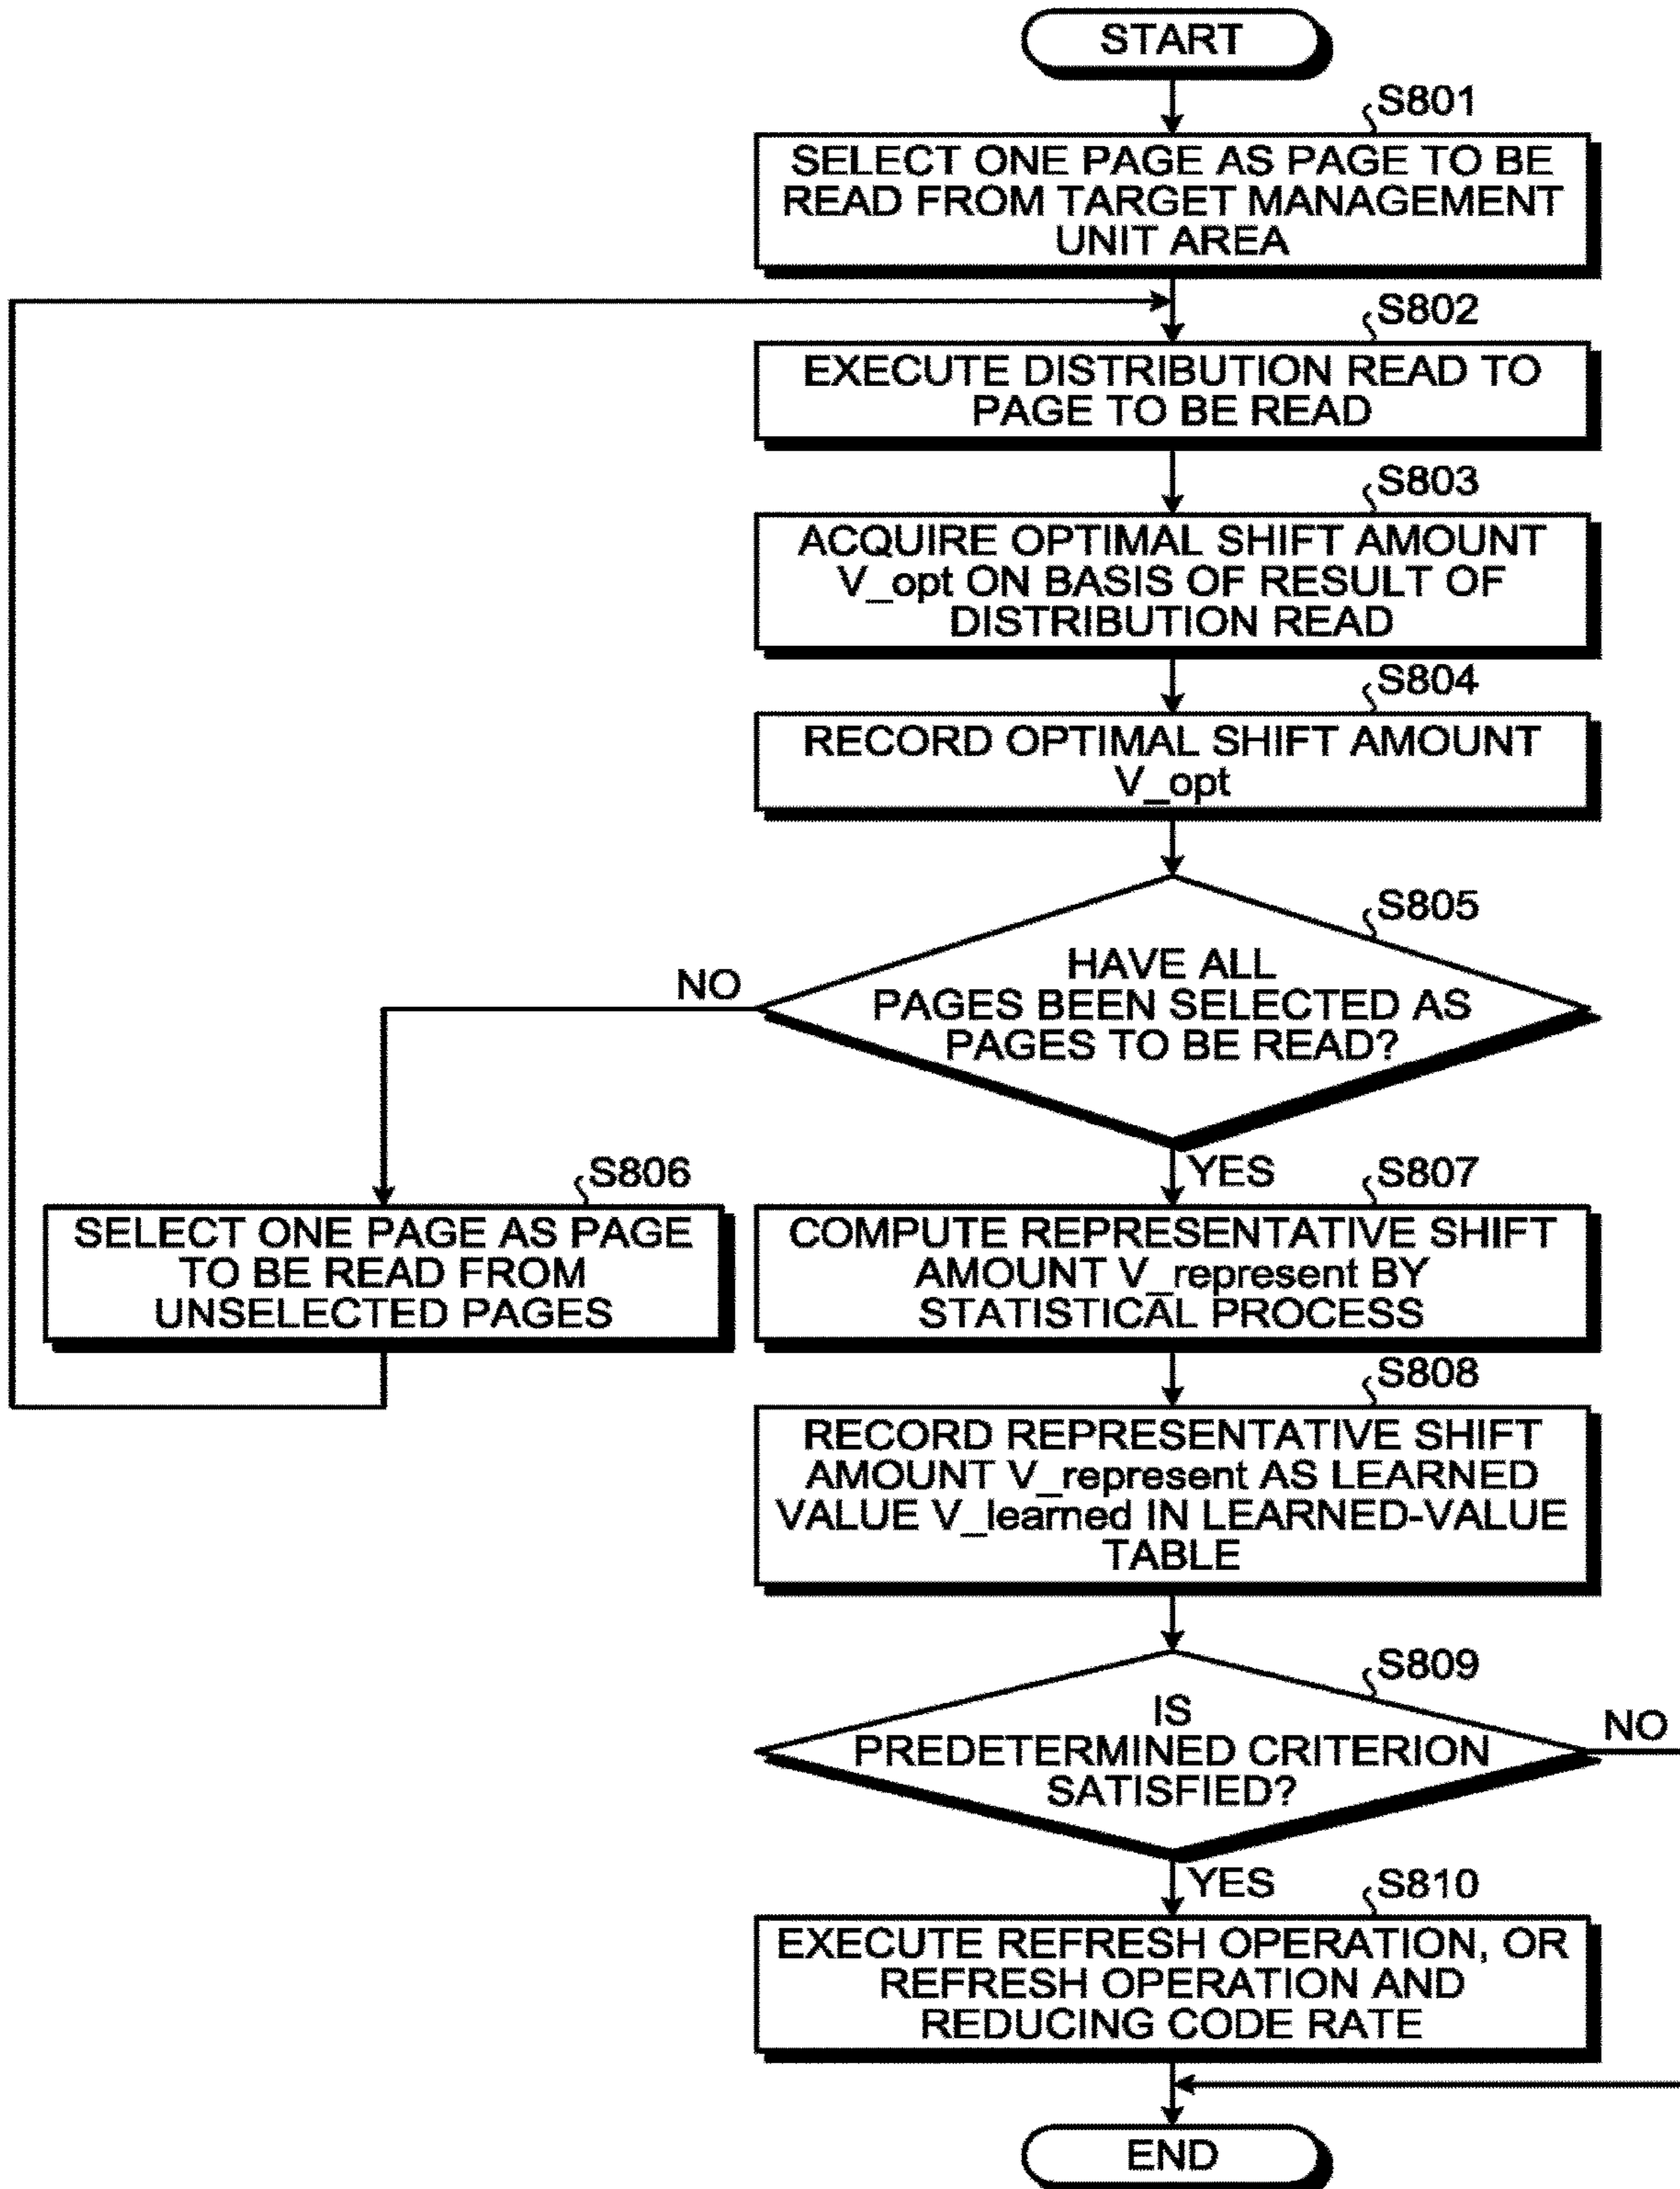 START
S801
SELECT ONE PAGE AS PAGE TO BE
READ FROM TARGET MANAGEMENT
UNIT AREA
S802
EXECUTE DISTRIBUTION READ TO
PAGE TO BE READ
S803
ACQUIRE OPTIMAL SHIFT AMOUNT
V_opt ON BASIS OF RESULT OF
DISTRIBUTION READ
S804
RECORD OPTIMAL SHIFT AMOUNT
V_opt
S805
HAVE ALL
PAGES BEEN SELECTED AS
PAGES TO BE READ?
NO
YES
S806
SELECT ONE PAGE AS PAGE
TO BE READ FROM
UNSELECTED PAGES
S807
COMPUTE REPRESENTATIVE SHIFT
AMOUNT V_represent BY
STATISTICAL PROCESS
S808
RECORD REPRESENTATIVE SHIFT
AMOUNT V_represent AS LEARNED
VALUE V_learned IN LEARNED-VALUE
TABLE
S809
IS
PREDETERMINED CRITERION
SATISFIED?
NO
YES
S810
EXECUTE REFRESH OPERATION, OR
REFRESH OPERATION AND
REDUCING CODE RATE
END